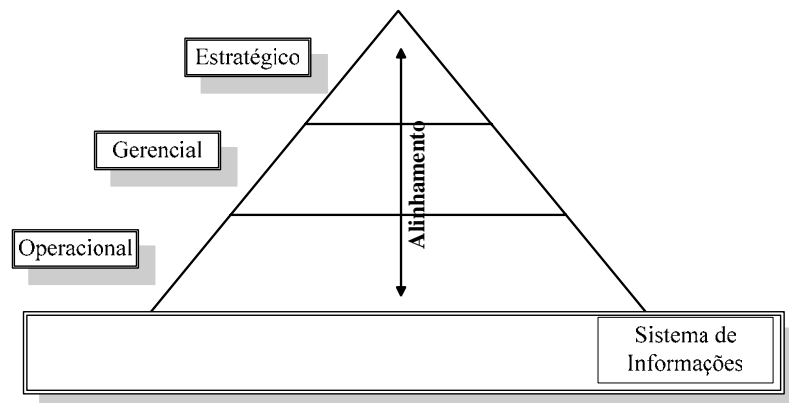 Estratégico
Gerencial
Alinhamento
Operacional
Sistema de
Informações